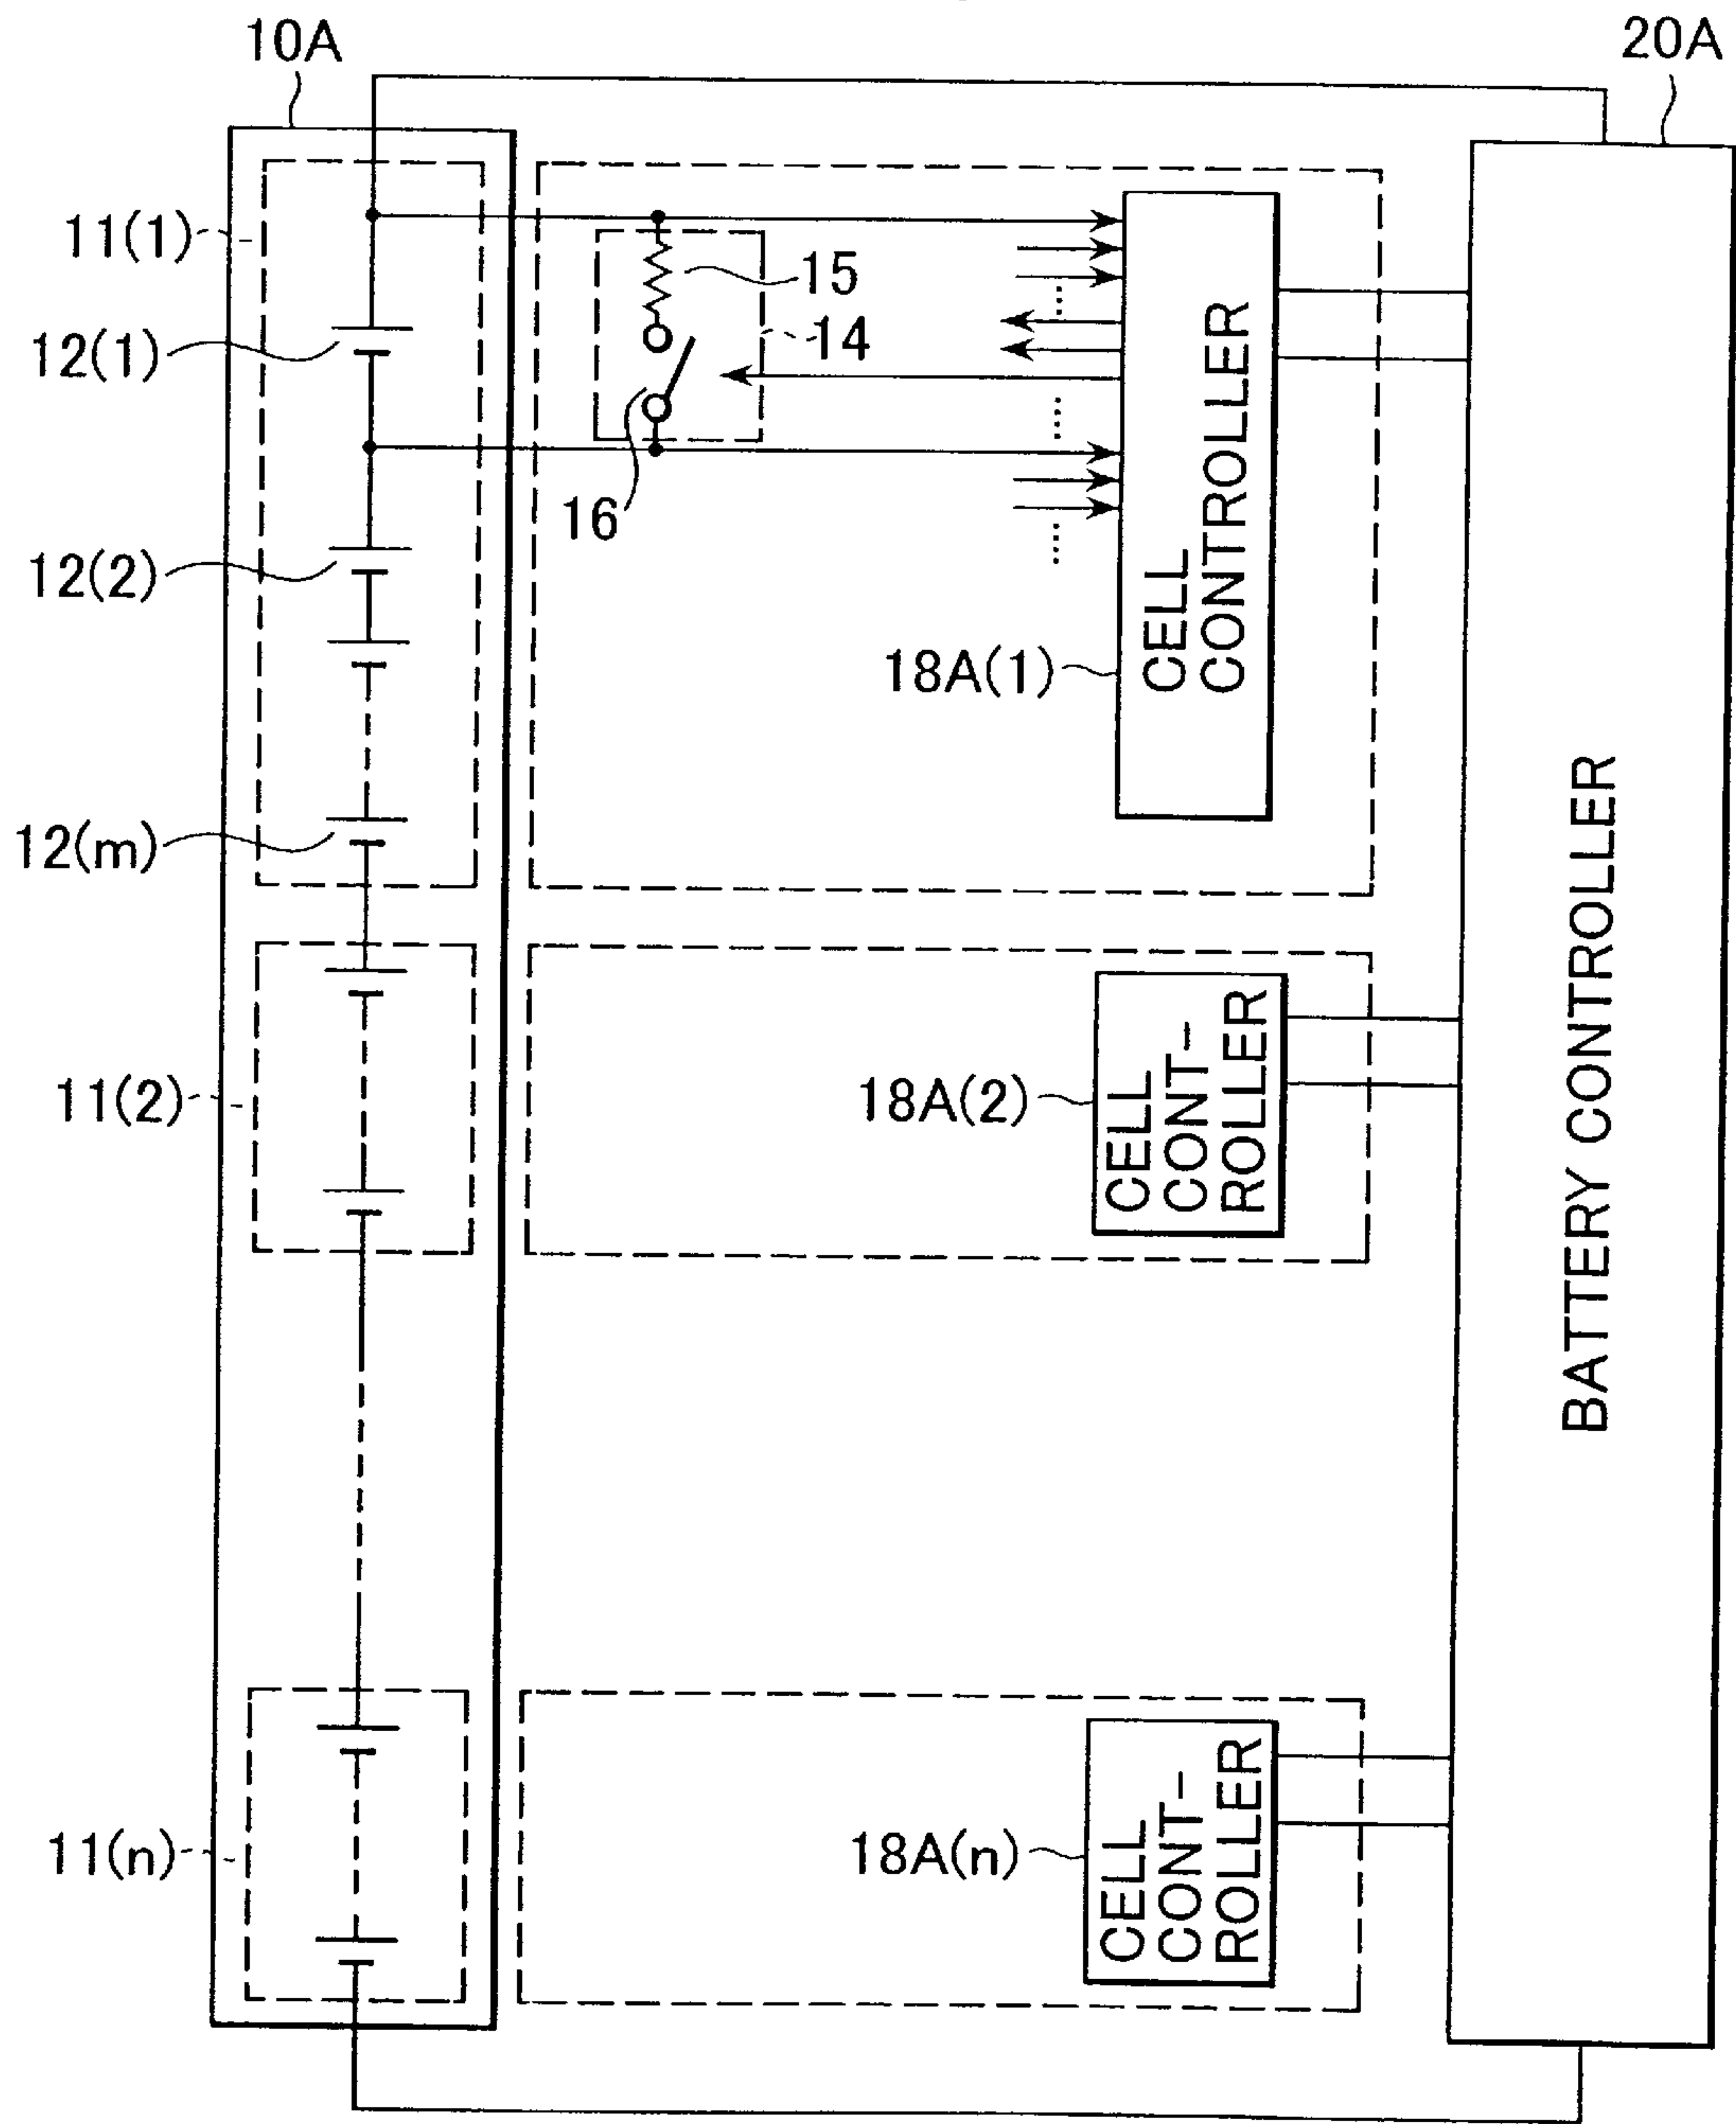 10A
20A
11(1)
15
14
12(1)
16
12(2)
CELL
CONTROLLER
18A(1)
12(m)
BATTERY CONTROLLER
11(2)
18A(2)
CELL
CONT-
ROLLER
11(n)
18A(n)
CELL
CONT-
ROLLER